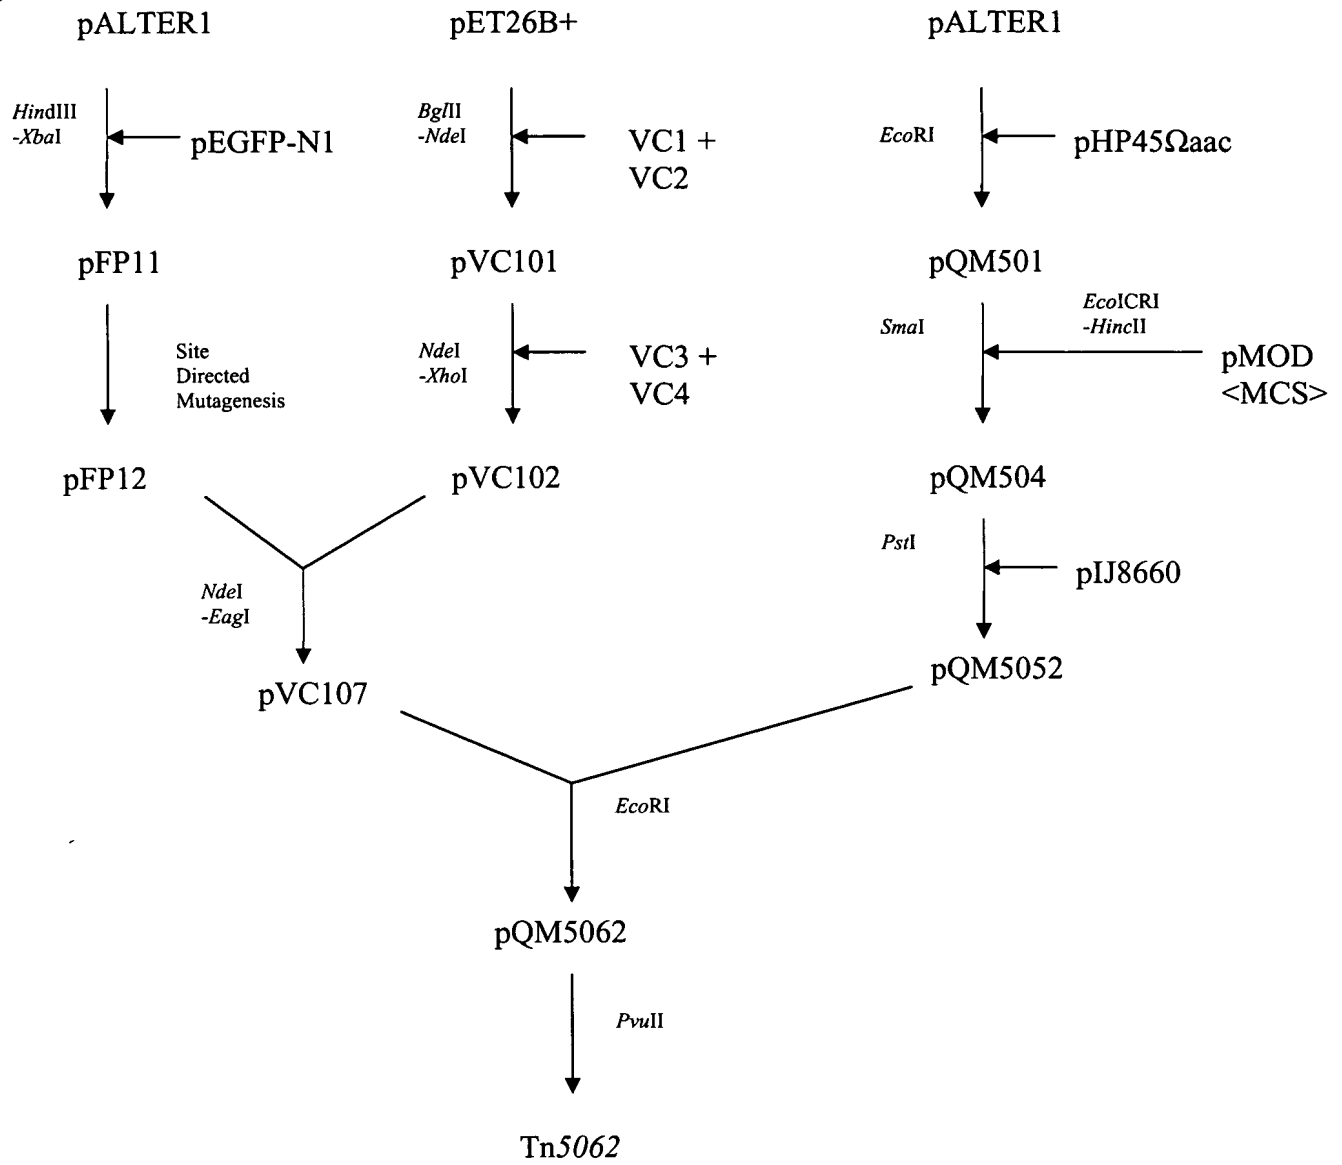 pALTER1
pET26B+
pALTER1
HindIII
-XbaI
pEGFP-N1
BglII
-NdeI
VC1 +
VC2
EcoRI
pHP45Ωaac
pFP11
pVC101
pQM501
Site
Directed
Mutagenesis
NdeI
-XhoI
VC3 +
VC4
SmaI
EcoICRI
-HincII
pMOD
<MCS>
pFP12
pVC102
pQM504
NdeI
-EagI
PstI
pIJ8660
pVC107
pQM5052
EcoRI
pQM5062
PvuII
Tn5062